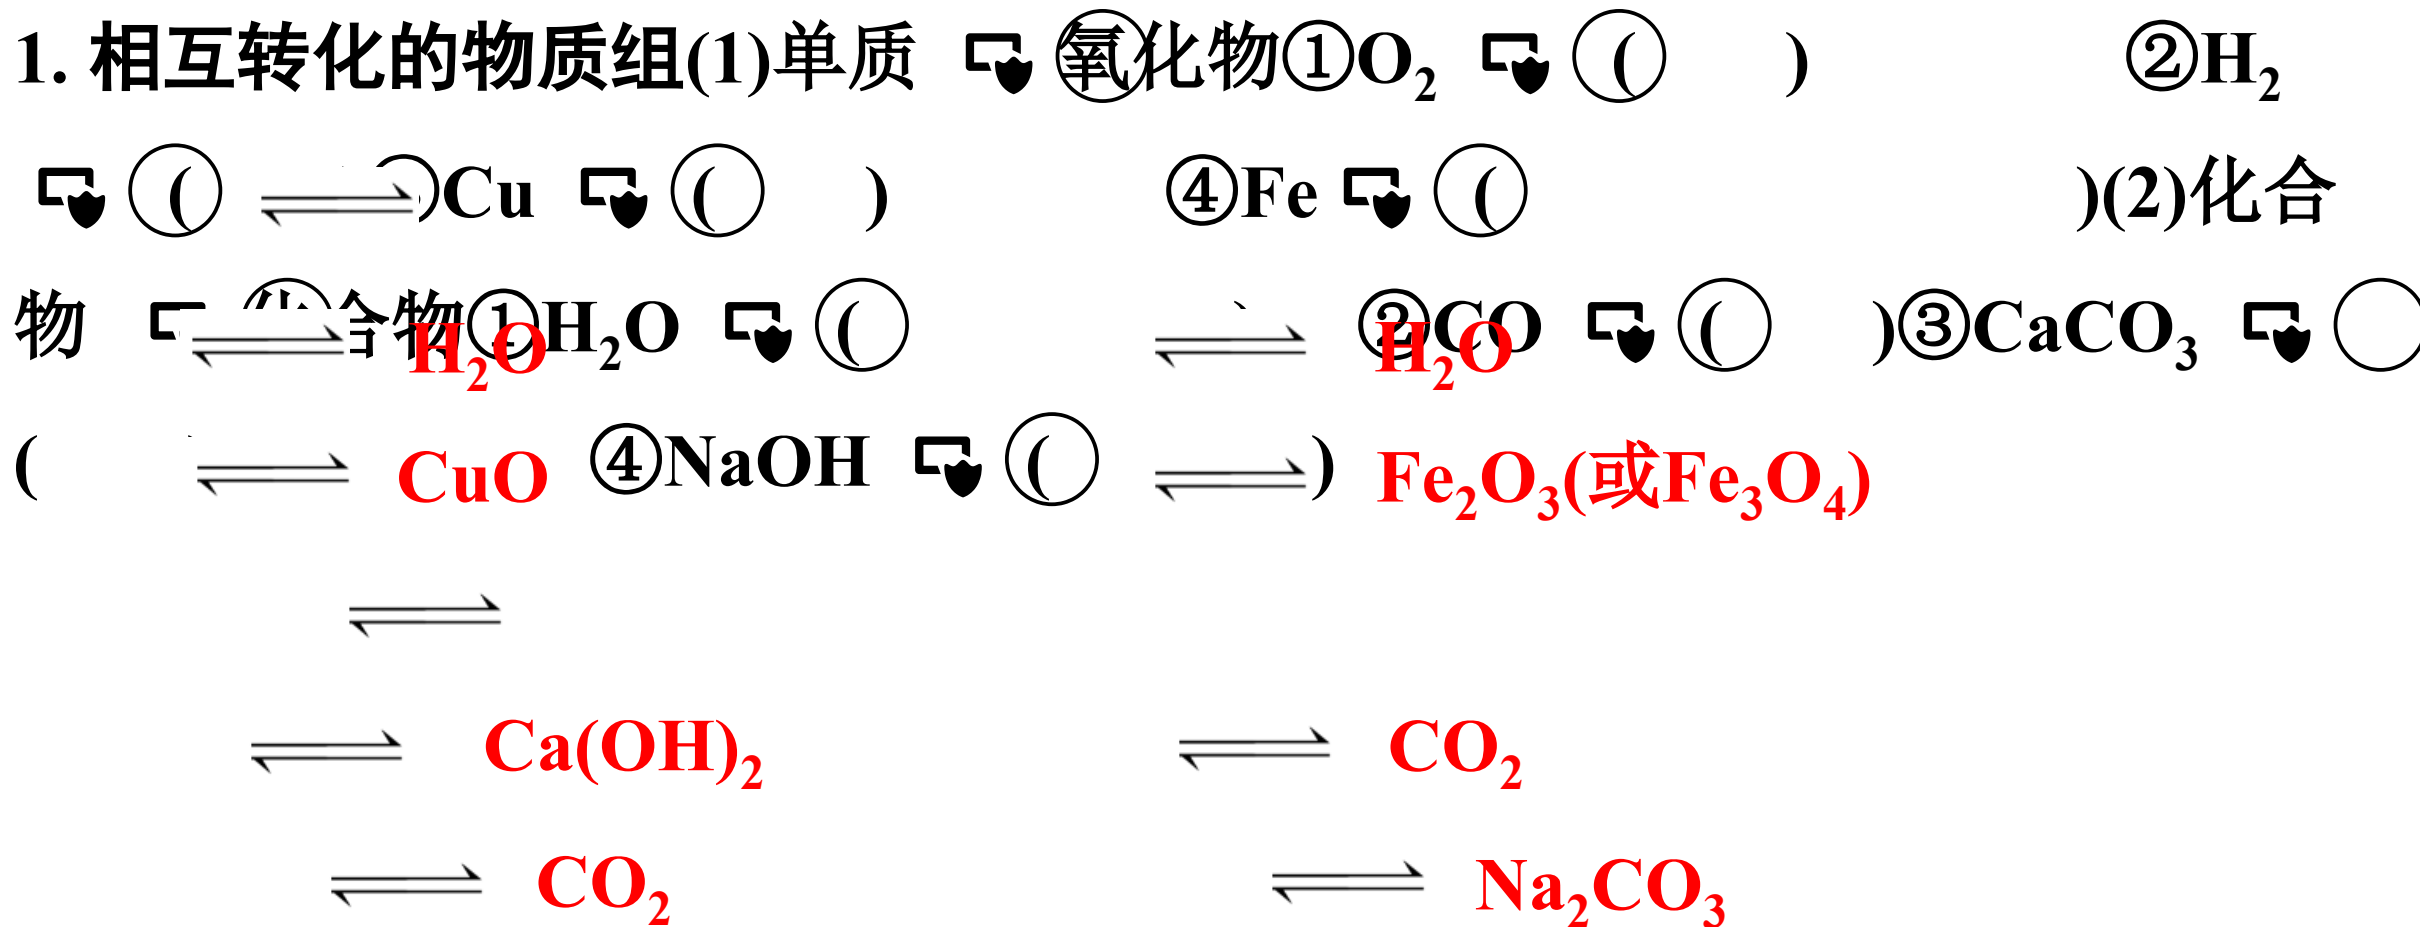 1. 相互转化的物质组(1)单质 氧化物①O₂ ( ) ②H₂
( Cu ( ) ④Fe ( )(2)化合
物 化合物①H₂O ( ②CO ( )③CaCO₃
( ④NaOH ( )
⇌ H₂O ⇌ H₂O
⇌ CuO ⇌ Fe₂O₃(或Fe₃O₄)
⇌
⇌ Ca(OH)₂ ⇌ CO₂
⇌ CO₂ ⇌ Na₂CO₃